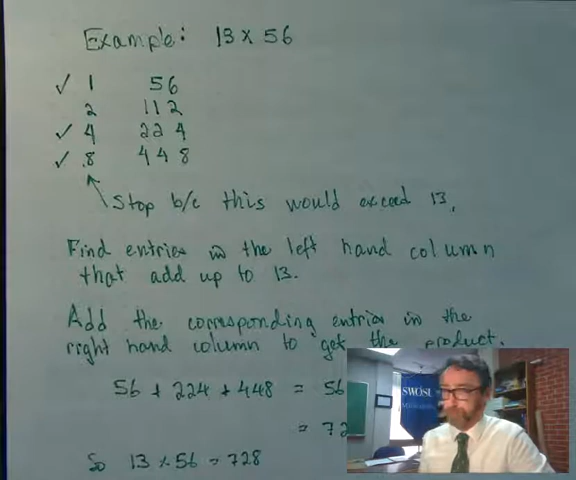 Example: 13 x 56
✓ 1 56
2 112
✓ 4 224
✓ 8 448
Stop b/c this would exceed 13.
Find entries in the left hand column
that add up to 13.
Add the corresponding entries in the
right hand column to get the product.
56 + 224 + 448 = 56
= 72
So 13 x 56 = 728
SWOSU